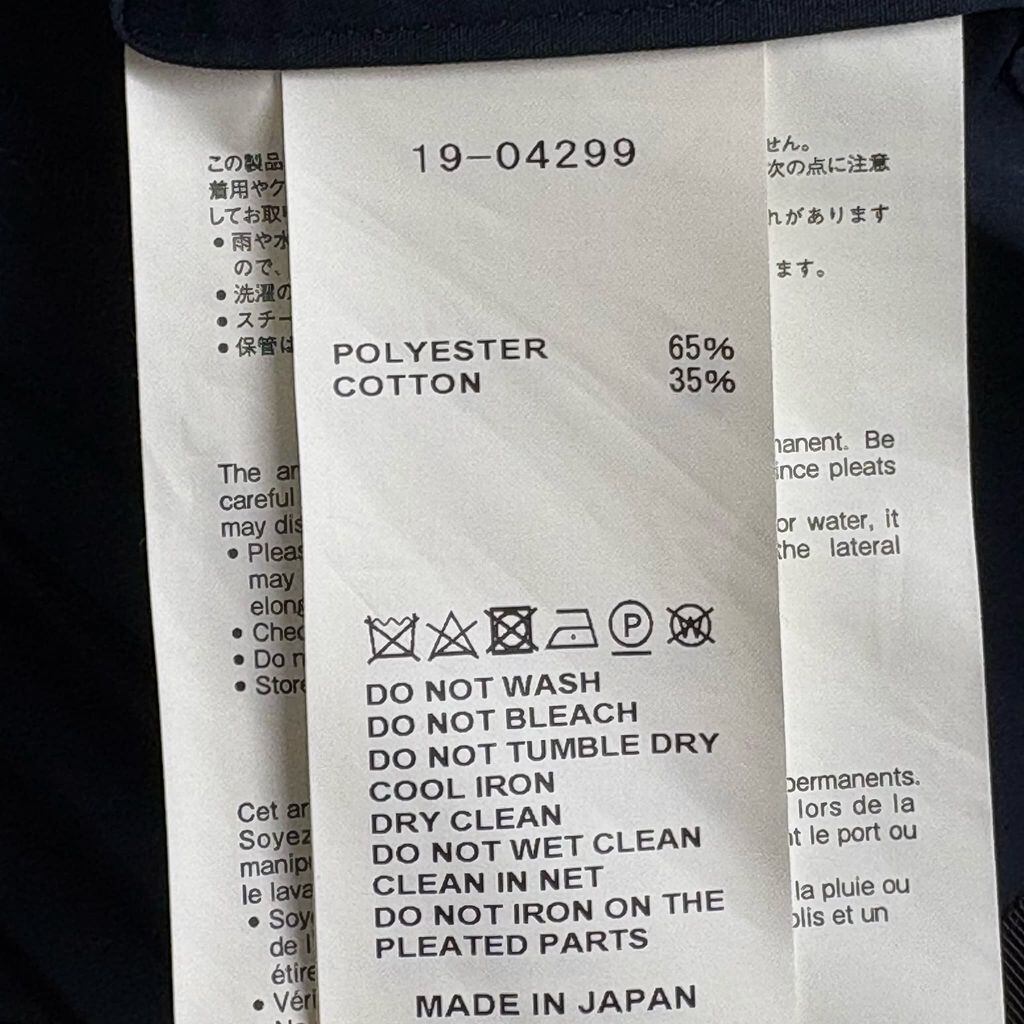 19-04299
POLYESTER 65%
COTTON 35%
P
W
DO NOT WASH
DO NOT BLEACH
DO NOT TUMBLE DRY
COOL IRON
DRY CLEAN
DO NOT WET CLEAN
CLEAN IN NET
DO NOT IRON ON THE
PLEATED PARTS
MADE IN JAPAN
この製品
着用やケ
してお取
• 雨や水
ので、
• 洗濯の
• スチー
• 保管は
せん。
次の点に注意
れがあります
ます。
The ar
careful
may dis
• Pleas
may
elong
• Chec
• Do n
• Store
manent. Be
ince pleats
or water, it
the lateral
Cet ar
Soyez
manip
le lava
• Soy
de l
étire
• Véri
permanents.
lors de la
nt le port ou
la pluie ou
plis et un